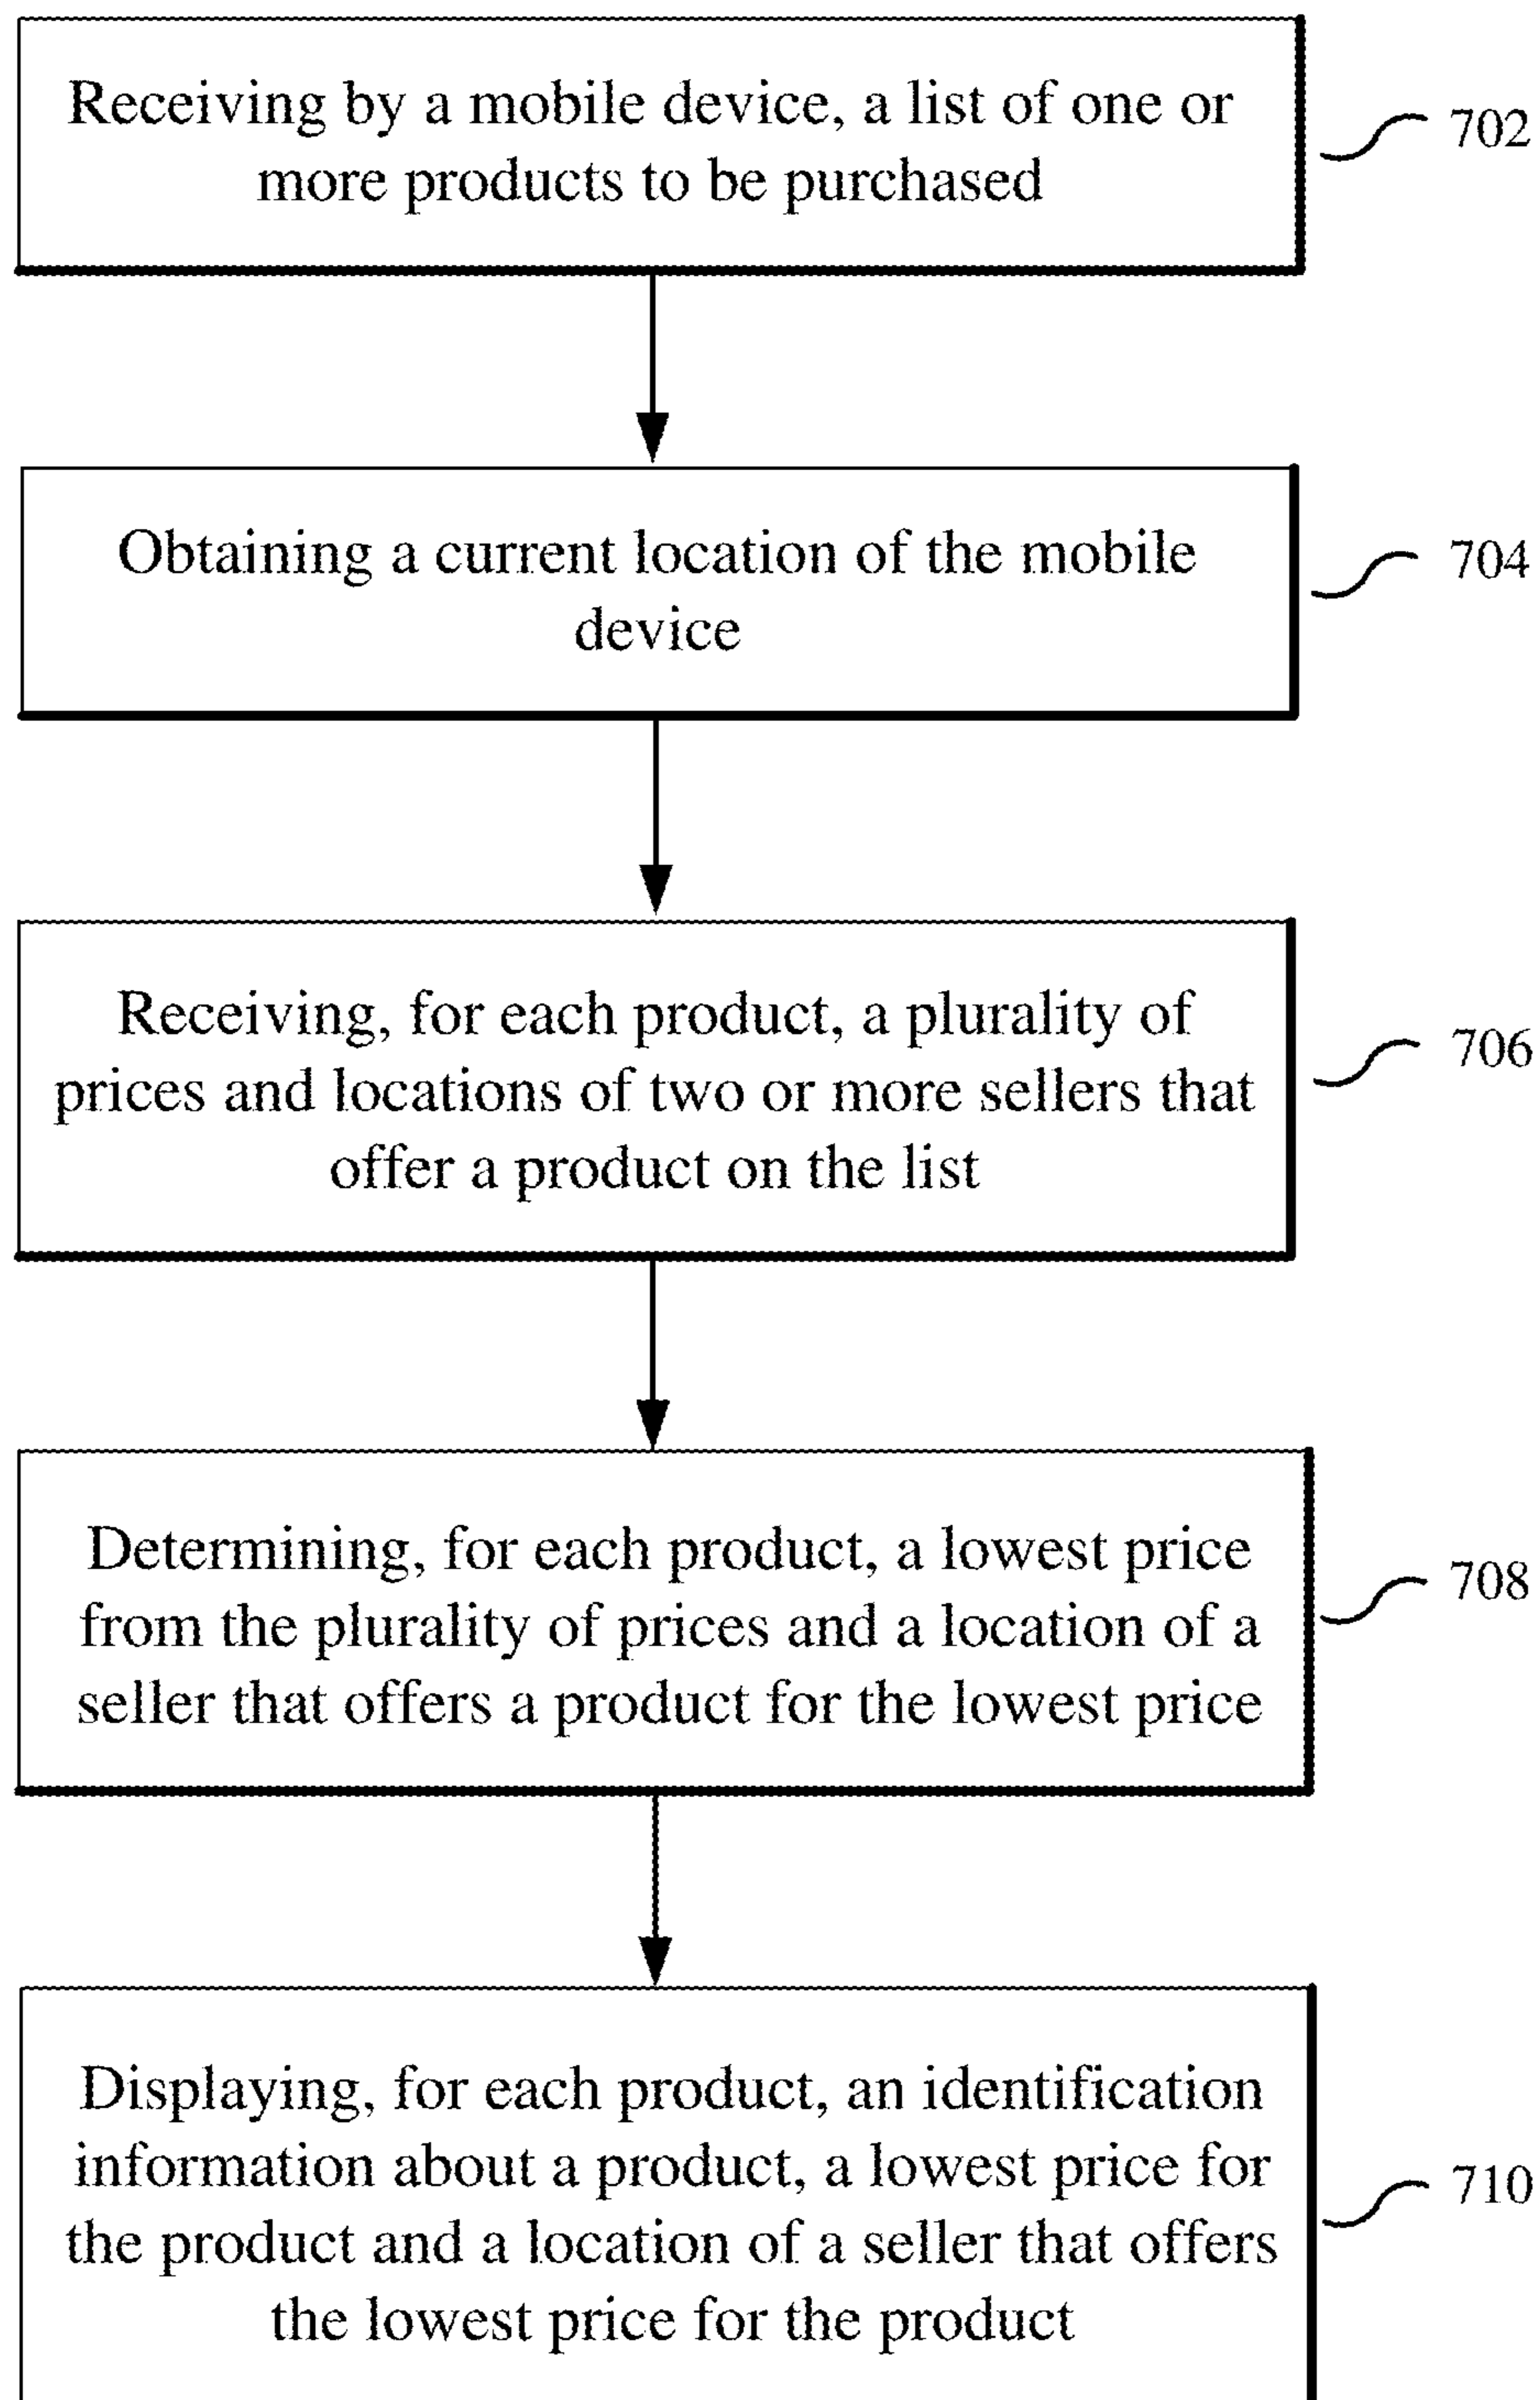 Receiving by a mobile device, a list of one or
more products to be purchased
702
Obtaining a current location of the mobile
device
704
Receiving, for each product, a plurality of
prices and locations of two or more sellers that
offer a product on the list
706
Determining, for each product, a lowest price
from the plurality of prices and a location of a
seller that offers a product for the lowest price
708
Displaying, for each product, an identification
information about a product, a lowest price for
the product and a location of a seller that offers
the lowest price for the product
710